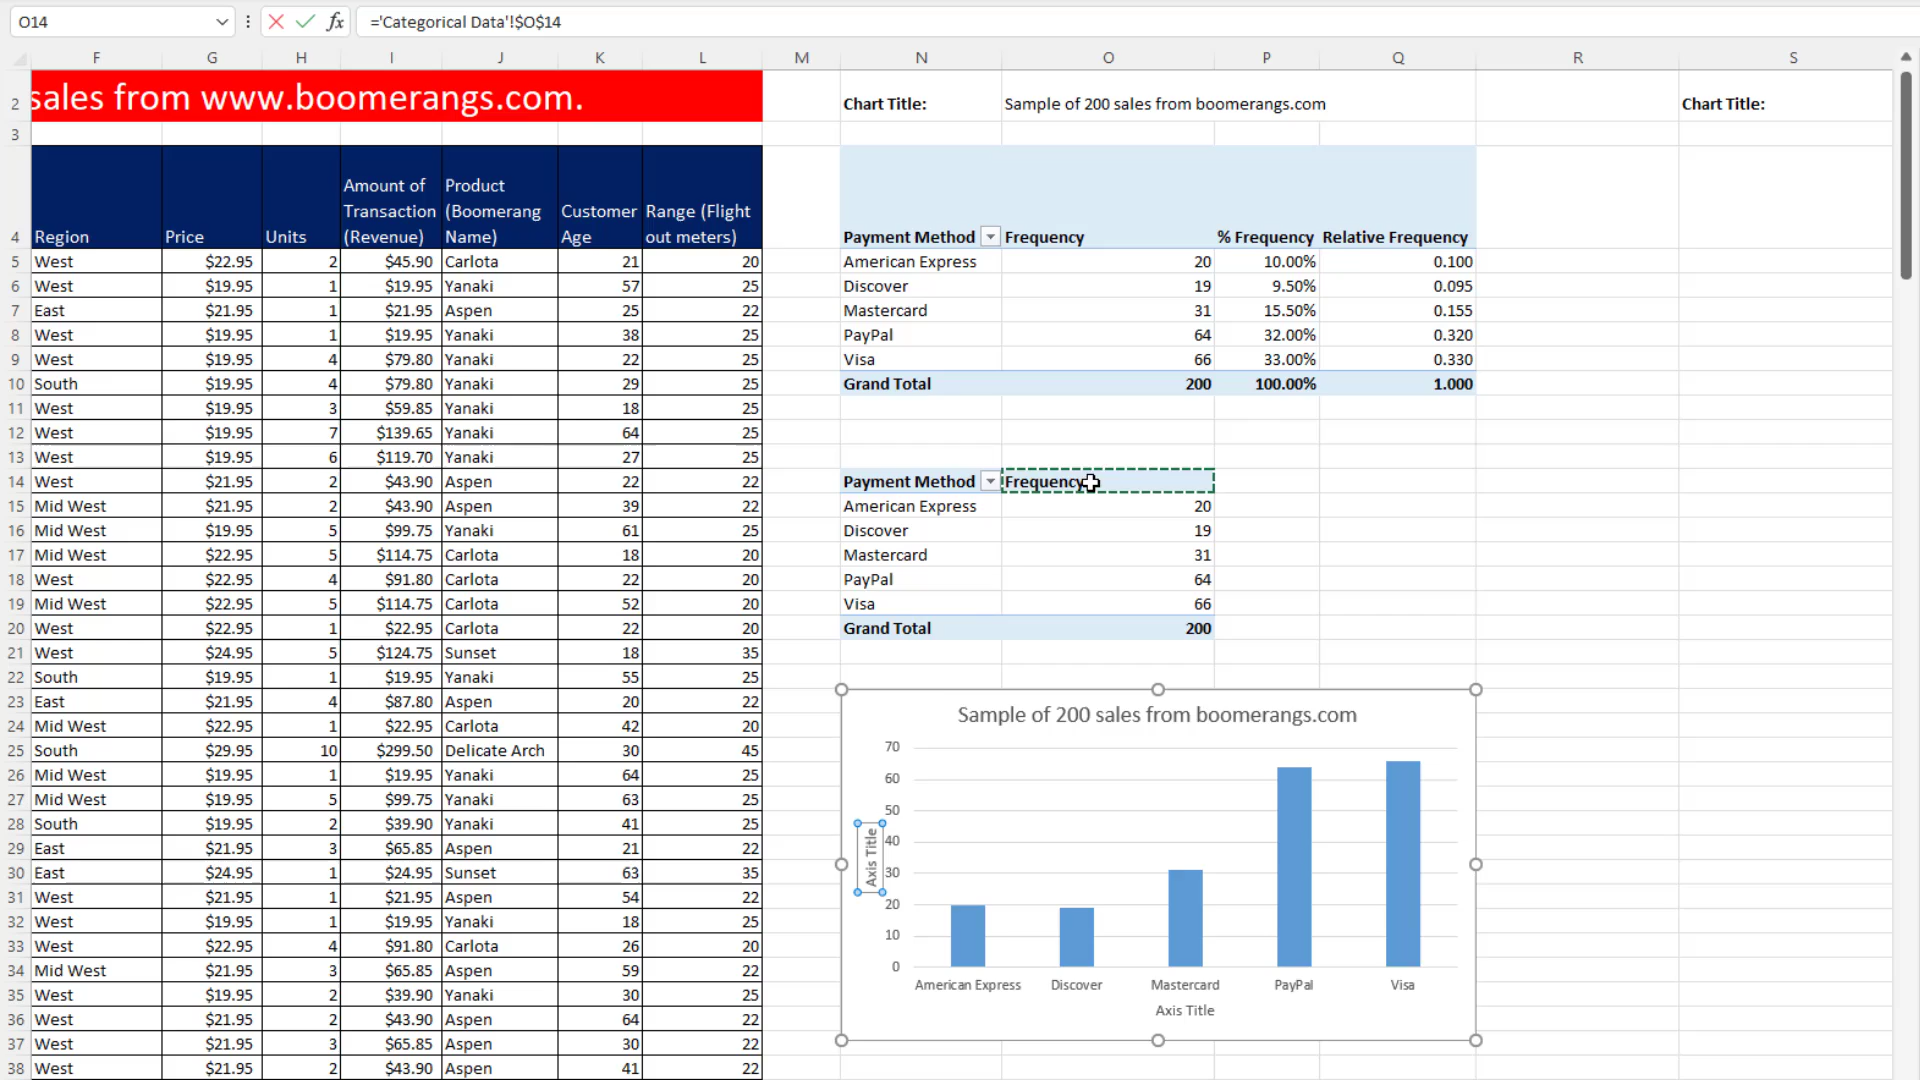 O14
fx
='Categorical Data'!$O$14
F G H I J K L M N O P Q R S
2 sales from www.boomerangs.com. Chart Title: Sample of 200 sales from boomerangs.com Chart Title:
3
Amount of Product
Transaction (Boomerang Customer Range (Flight
4 Region Price Units (Revenue) Name) Age out meters) Payment Method Frequency % Frequency Relative Frequency
5 West $22.95 2 $45.90 Carlota 21 20 American Express 20 10.00% 0.100
6 West $19.95 1 $19.95 Yanaki 57 25 Discover 19 9.50% 0.095
7 East $21.95 1 $21.95 Aspen 25 22 Mastercard 31 15.50% 0.155
8 West $19.95 1 $19.95 Yanaki 38 25 PayPal 64 32.00% 0.320
9 West $19.95 4 $79.80 Yanaki 22 25 Visa 66 33.00% 0.330
10 South $19.95 4 $79.80 Yanaki 29 25 Grand Total 200 100.00% 1.000
11 West $19.95 3 $59.85 Yanaki 18 25
12 West $19.95 7 $139.65 Yanaki 64 25
13 West $19.95 6 $119.70 Yanaki 27 25
14 West $21.95 2 $43.90 Aspen 22 22 Payment Method Frequency
15 Mid West $21.95 2 $43.90 Aspen 39 22 American Express 20
16 Mid West $19.95 5 $99.75 Yanaki 61 25 Discover 19
17 Mid West $22.95 5 $114.75 Carlota 18 20 Mastercard 31
18 West $22.95 4 $91.80 Carlota 22 20 PayPal 64
19 Mid West $22.95 5 $114.75 Carlota 52 20 Visa 66
20 West $22.95 1 $22.95 Carlota 22 20 Grand Total 200
21 West $24.95 5 $124.75 Sunset 18 35
22 South $19.95 1 $19.95 Yanaki 55 25
23 East $21.95 4 $87.80 Aspen 20 22
24 Mid West $22.95 1 $22.95 Carlota 42 20
25 South $29.95 10 $299.50 Delicate Arch 30 45
26 Mid West $19.95 1 $19.95 Yanaki 64 25
27 Mid West $19.95 5 $99.75 Yanaki 63 25
28 South $19.95 2 $39.90 Yanaki 41 25
29 East $21.95 3 $65.85 Aspen 21 22
30 East $24.95 1 $24.95 Sunset 63 35
31 West $21.95 1 $21.95 Aspen 54 22
32 West $19.95 1 $19.95 Yanaki 18 25
33 West $22.95 4 $91.80 Carlota 26 20
34 Mid West $21.95 3 $65.85 Aspen 59 22
35 West $19.95 2 $39.90 Yanaki 30 25
36 West $21.95 2 $43.90 Aspen 64 22
37 West $21.95 3 $65.85 Aspen 30 22
38 West $21.95 2 $43.90 Aspen 41 22
Sample of 200 sales from boomerangs.com
70
60
50
40
30
20
10
0
Axis Title
American Express Discover Mastercard PayPal Visa
Axis Title